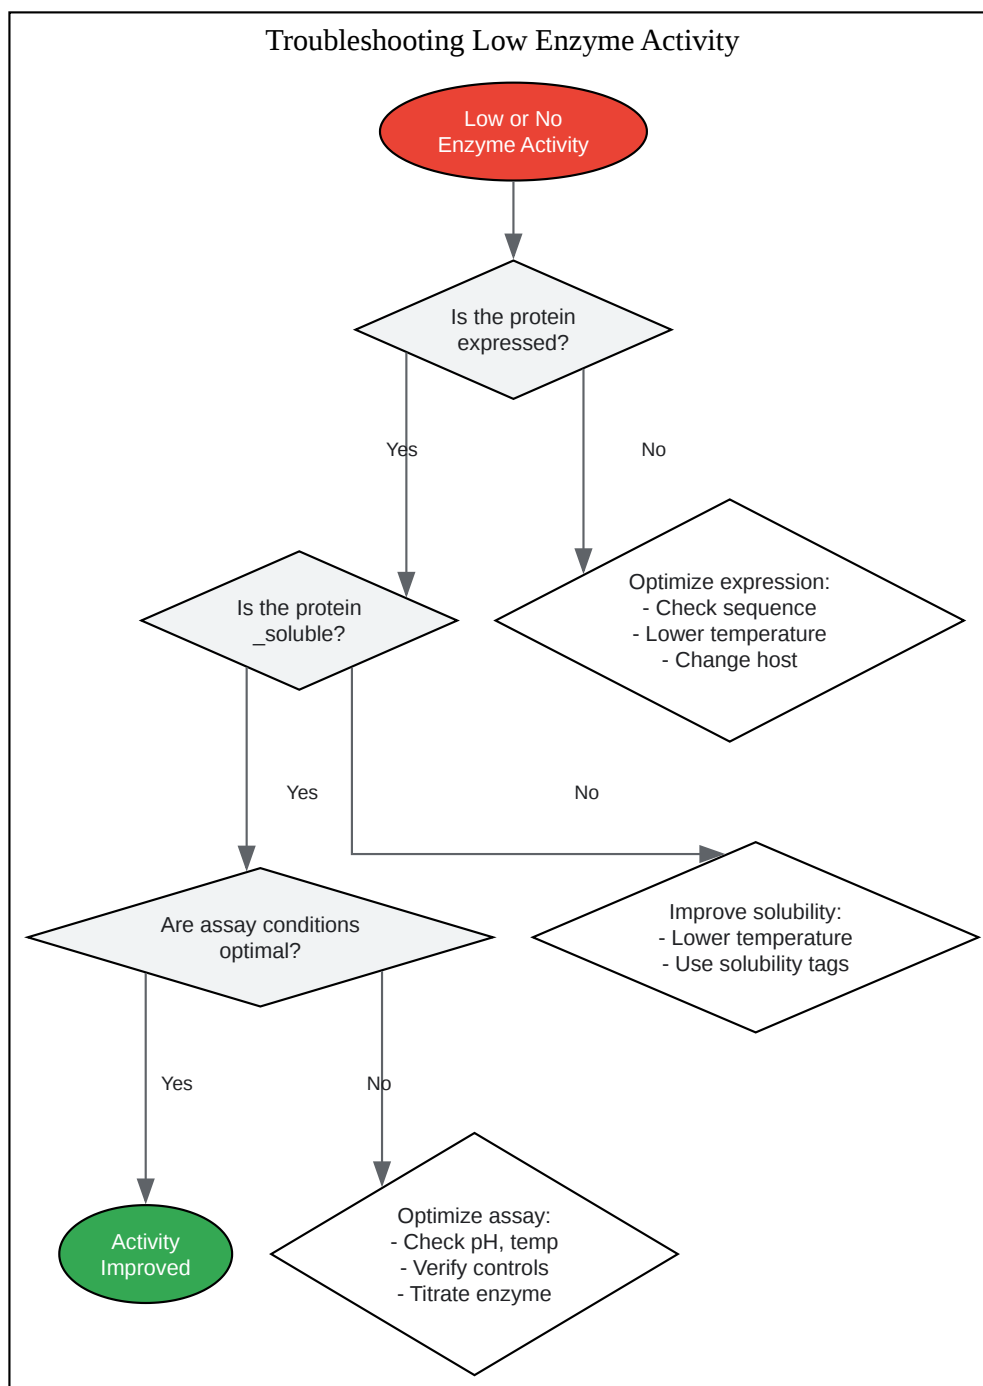 Troubleshooting Low Enzyme Activity
Low or No
Enzyme Activity
Is the protein
expressed?
Yes
No
Optimize expression:
- Check sequence
- Lower temperature
- Change host
Is the protein
_soluble?
Yes
No
Improve solubility:
- Lower temperature
- Use solubility tags
Are assay conditions
optimal?
Yes
No
Activity
Improved
Optimize assay:
- Check pH, temp
- Verify controls
- Titrate enzyme